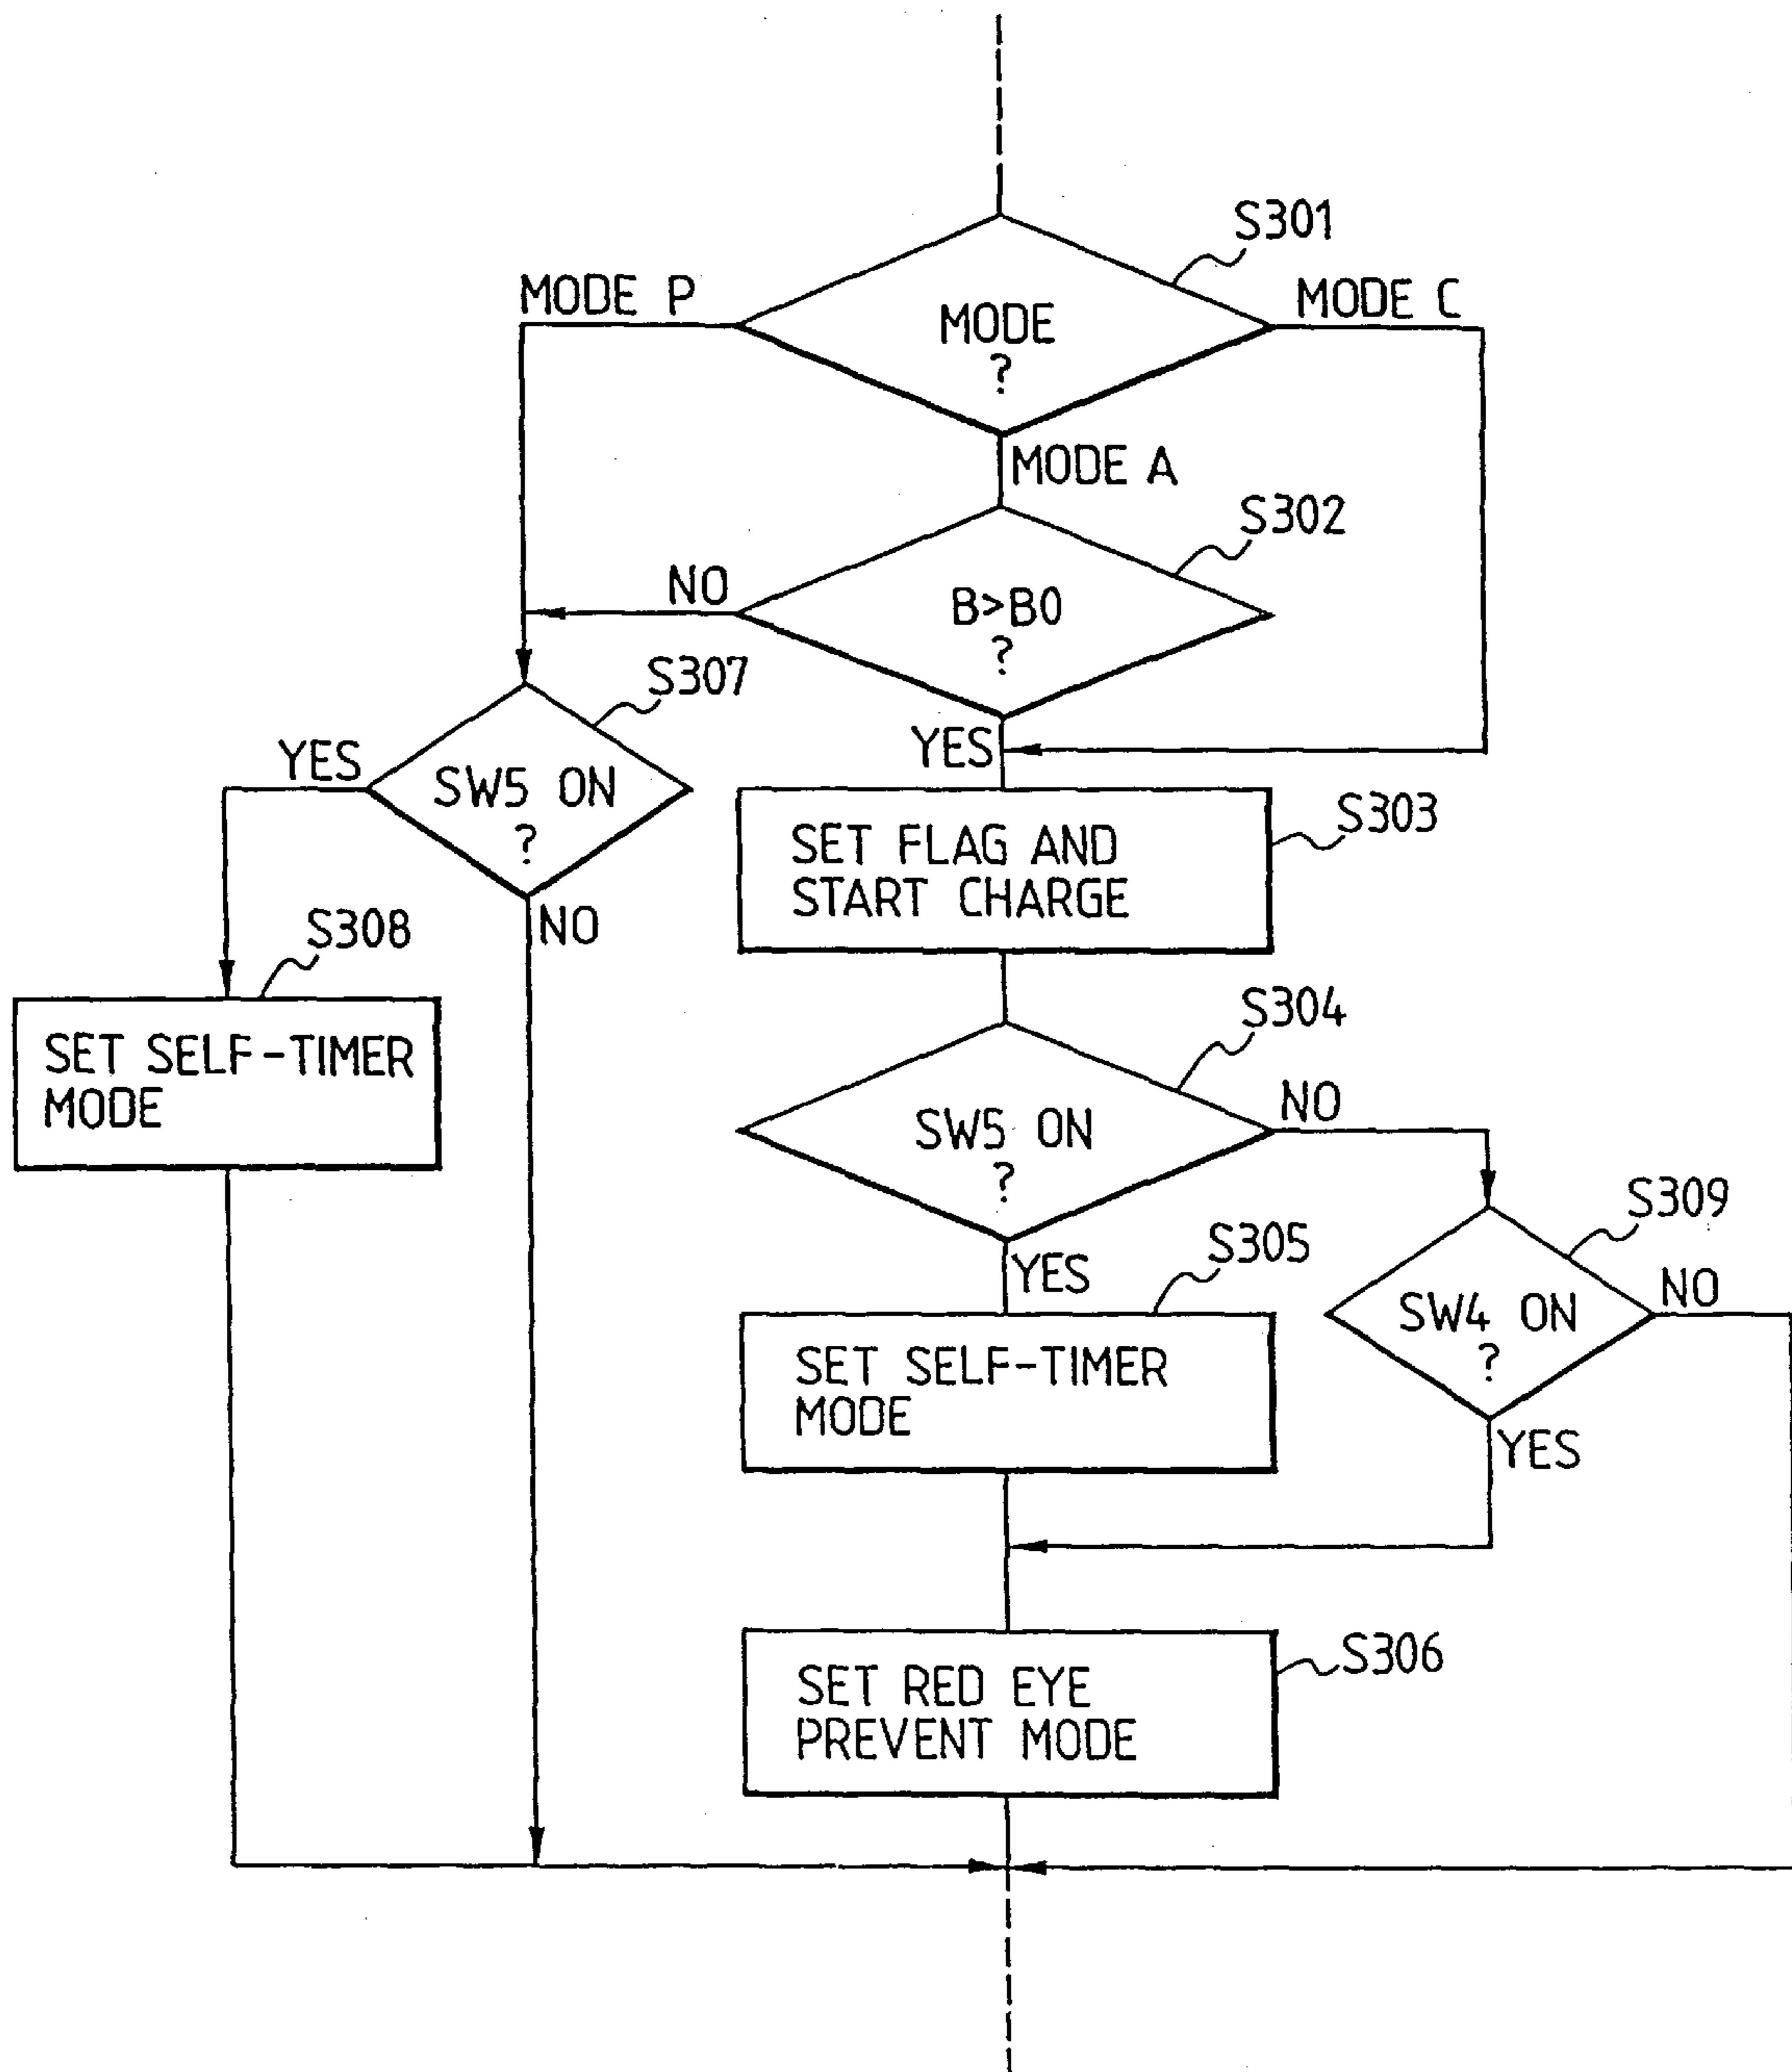 S301
MODE P
MODE C
MODE
?
MODE A
S302
NO
B>B0
?
S307
YES
YES
SW5 ON
?
S303
SET FLAG AND
START CHARGE
NO
S308
S304
SET SELF-TIMER
MODE
NO
SW5 ON
?
S309
YES
S305
NO
SW4 ON
?
SET SELF-TIMER
MODE
YES
S306
SET RED EYE
PREVENT MODE